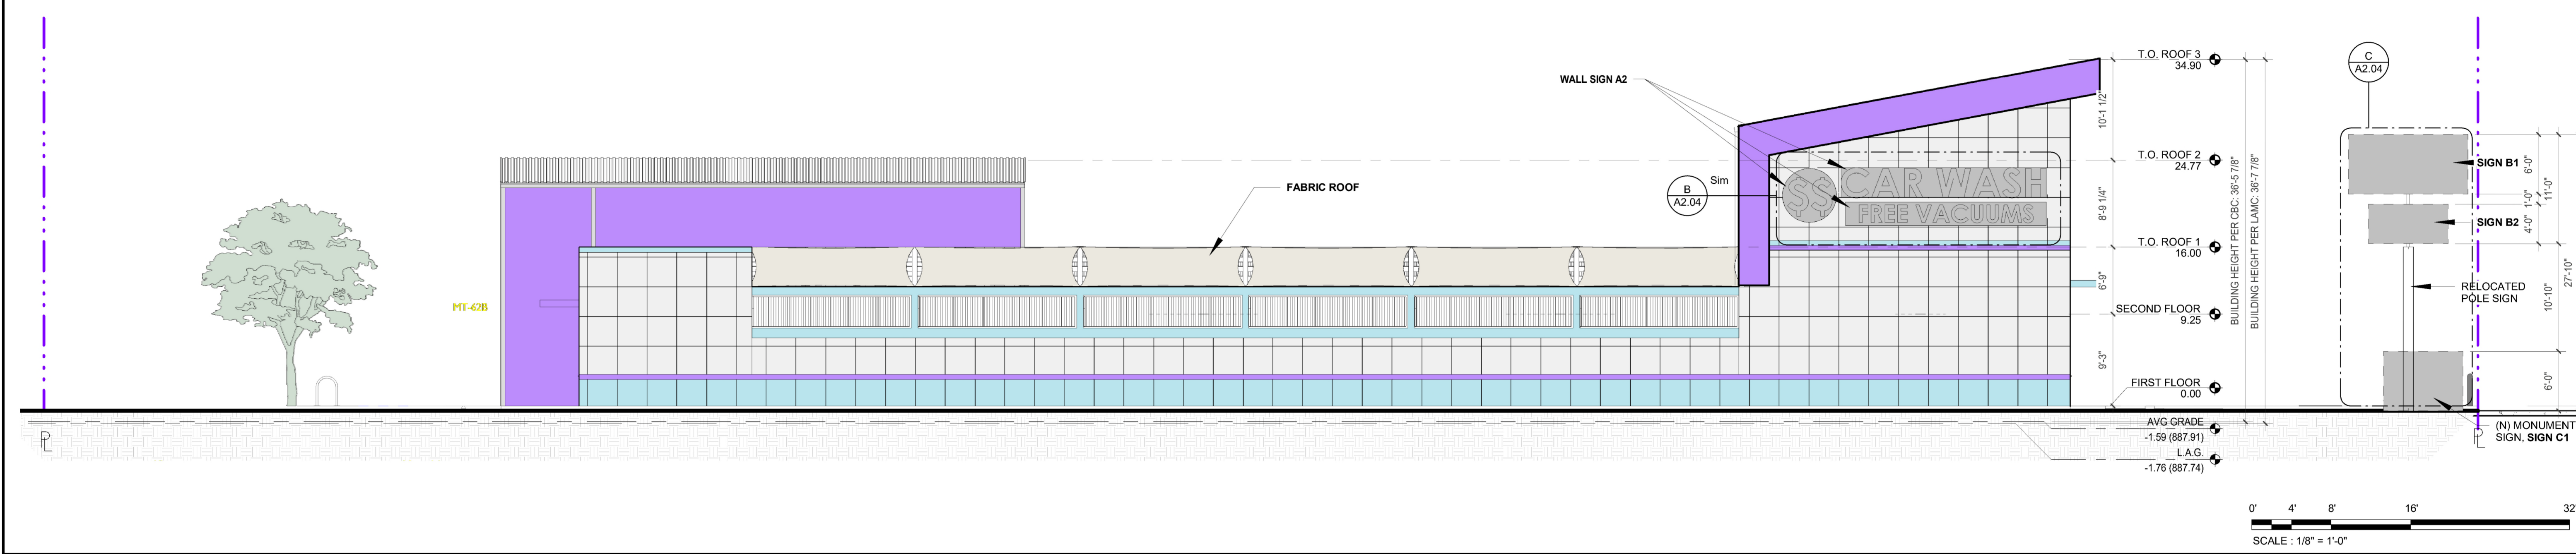 T.O. ROOF 3
34.90
C
A2.04
WALL SIGN A2
10'-1 1/2"
T.O. ROOF 2
24.77
SIGN B1
6'-0"
FABRIC ROOF
B
A2.04
Sim
$$
CAR WASH
FREE VACUUMS
8'-9 1/4"
1'-0"
11'-0"
SIGN B2
4'-0"
T.O. ROOF 1
16.00
BUILDING HEIGHT PER CBC: 36'-5 7/8"
BUILDING HEIGHT PER LAMC: 36'-7 7/8"
6'-9"
RELOCATED
POLE SIGN
27'-10"
10'-10"
MT-62B
SECOND FLOOR
9.25
9'-3"
FIRST FLOOR
0.00
6'-0"
AVG GRADE
-1.59 (887.91)
(N) MONUMENT
SIGN, SIGN C1
PL
PL
L.A.G.
-1.76 (887.74)
0' 4' 8' 16' 32'
SCALE : 1/8" = 1'-0"